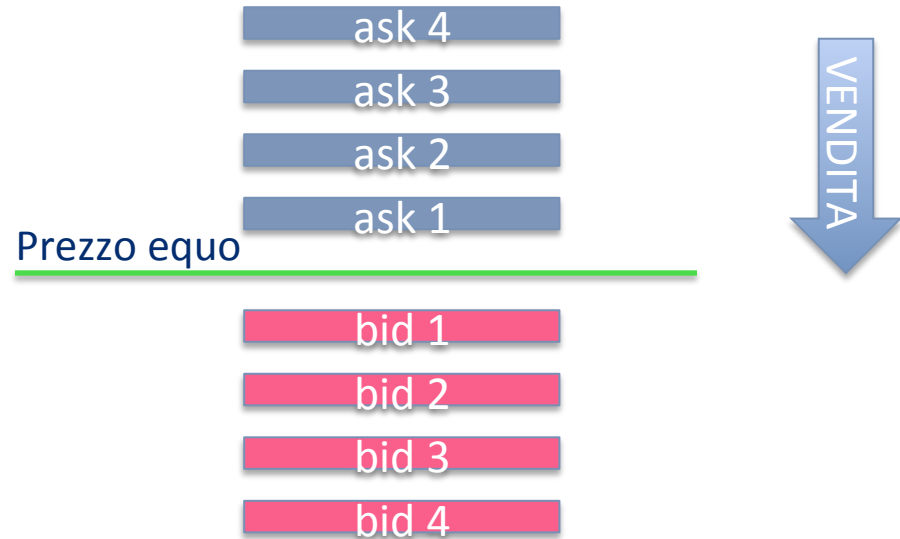 ask 4
ask 3
ask 2
ask 1
Prezzo equo
bid 1
bid 2
bid 3
bid 4
VENDITA